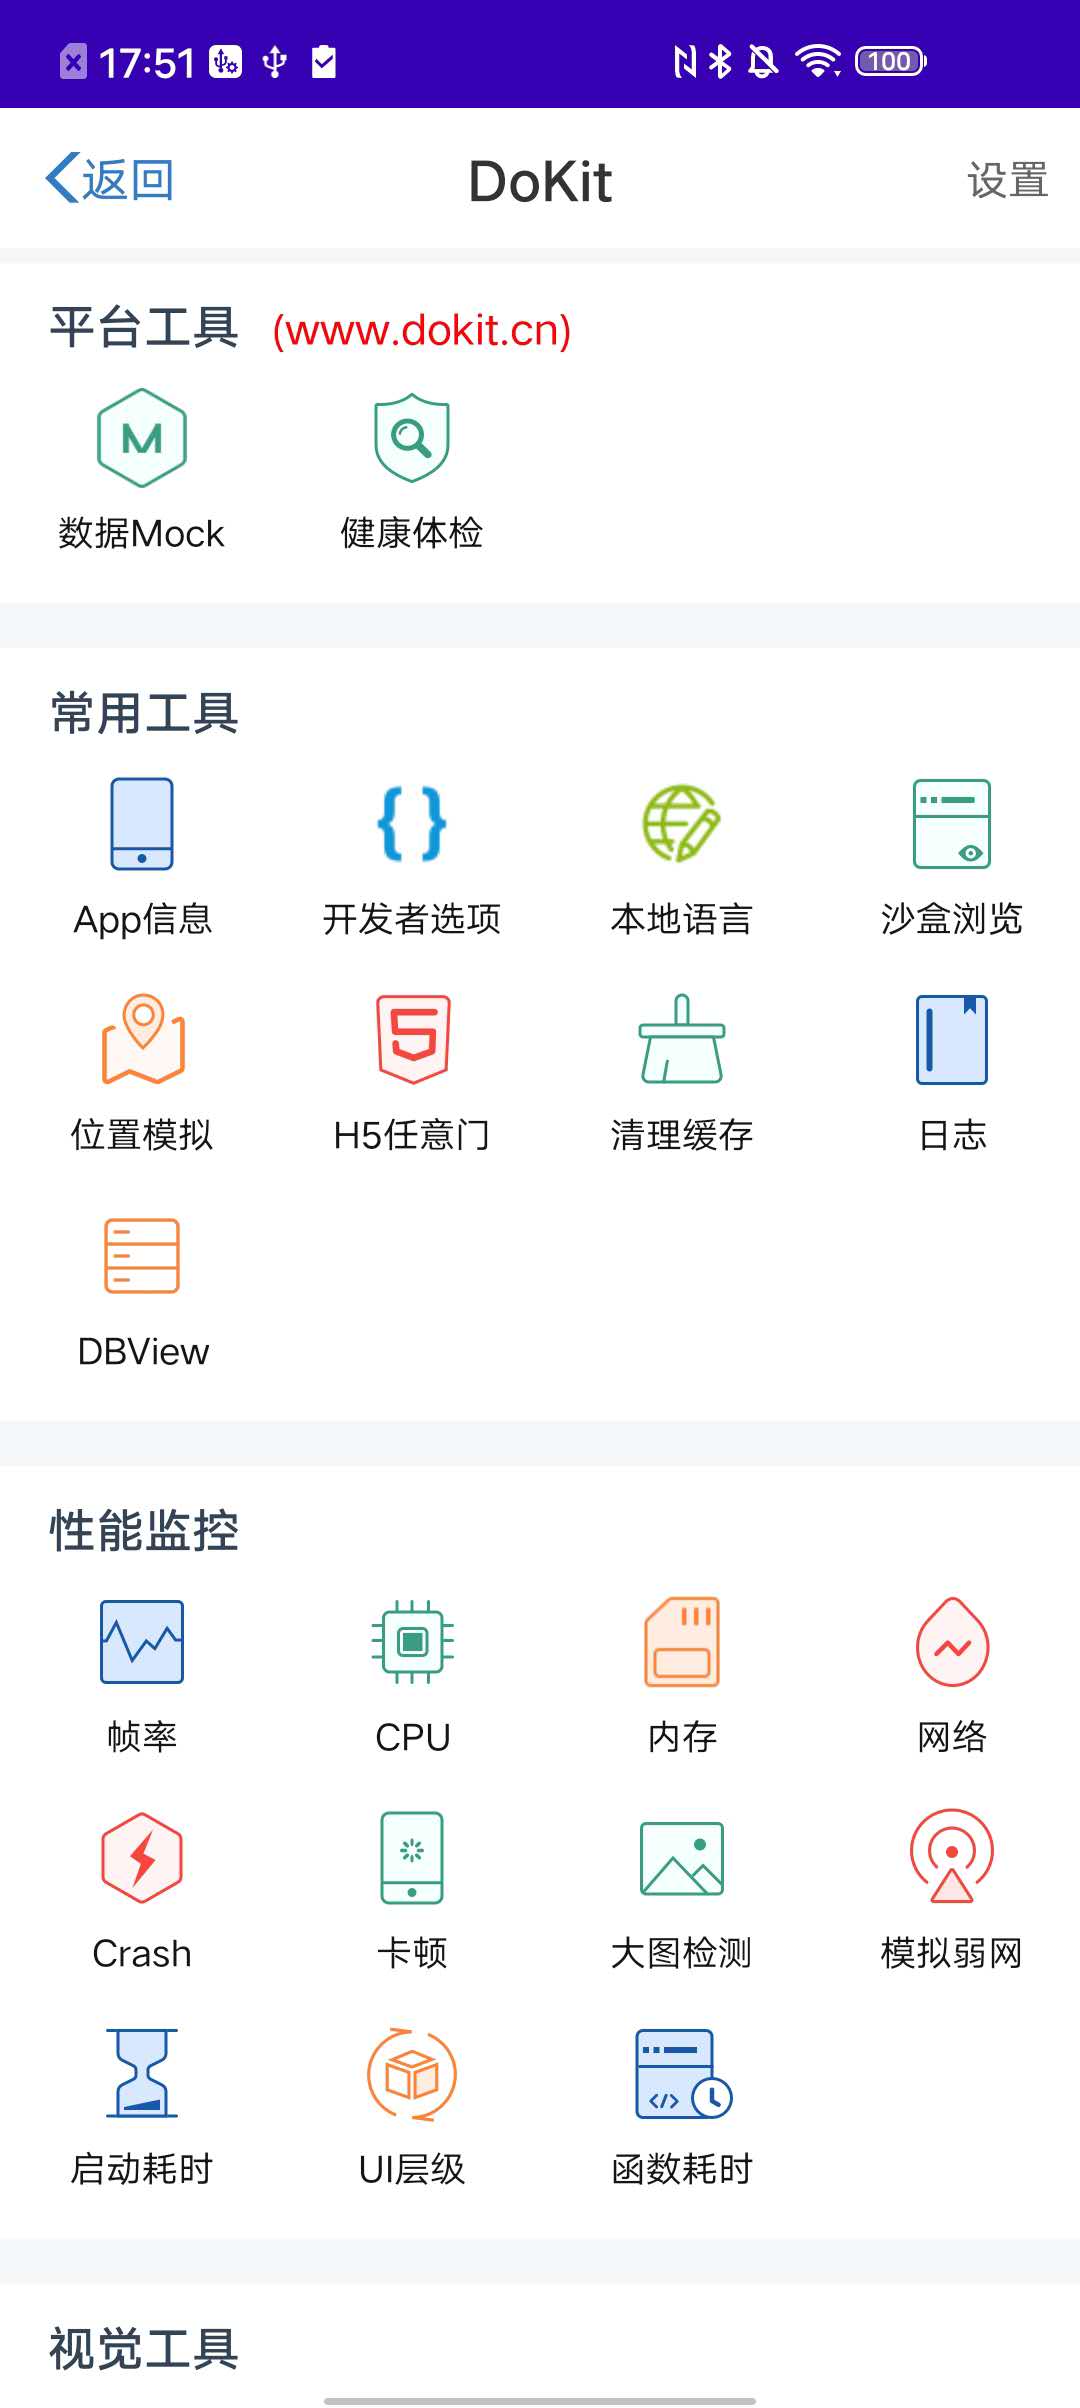 17:51 100
返回 DoKit 设置
平台工具 (www.dokit.cn)
M
数据Mock 健康体检
常用工具
App信息 开发者选项 本地语言 沙盒浏览
位置模拟 H5任意门 清理缓存 日志
DBView
性能监控
帧率 CPU 内存 网络
Crash 卡顿 大图检测 模拟弱网
启动耗时 UI层级 函数耗时
视觉工具